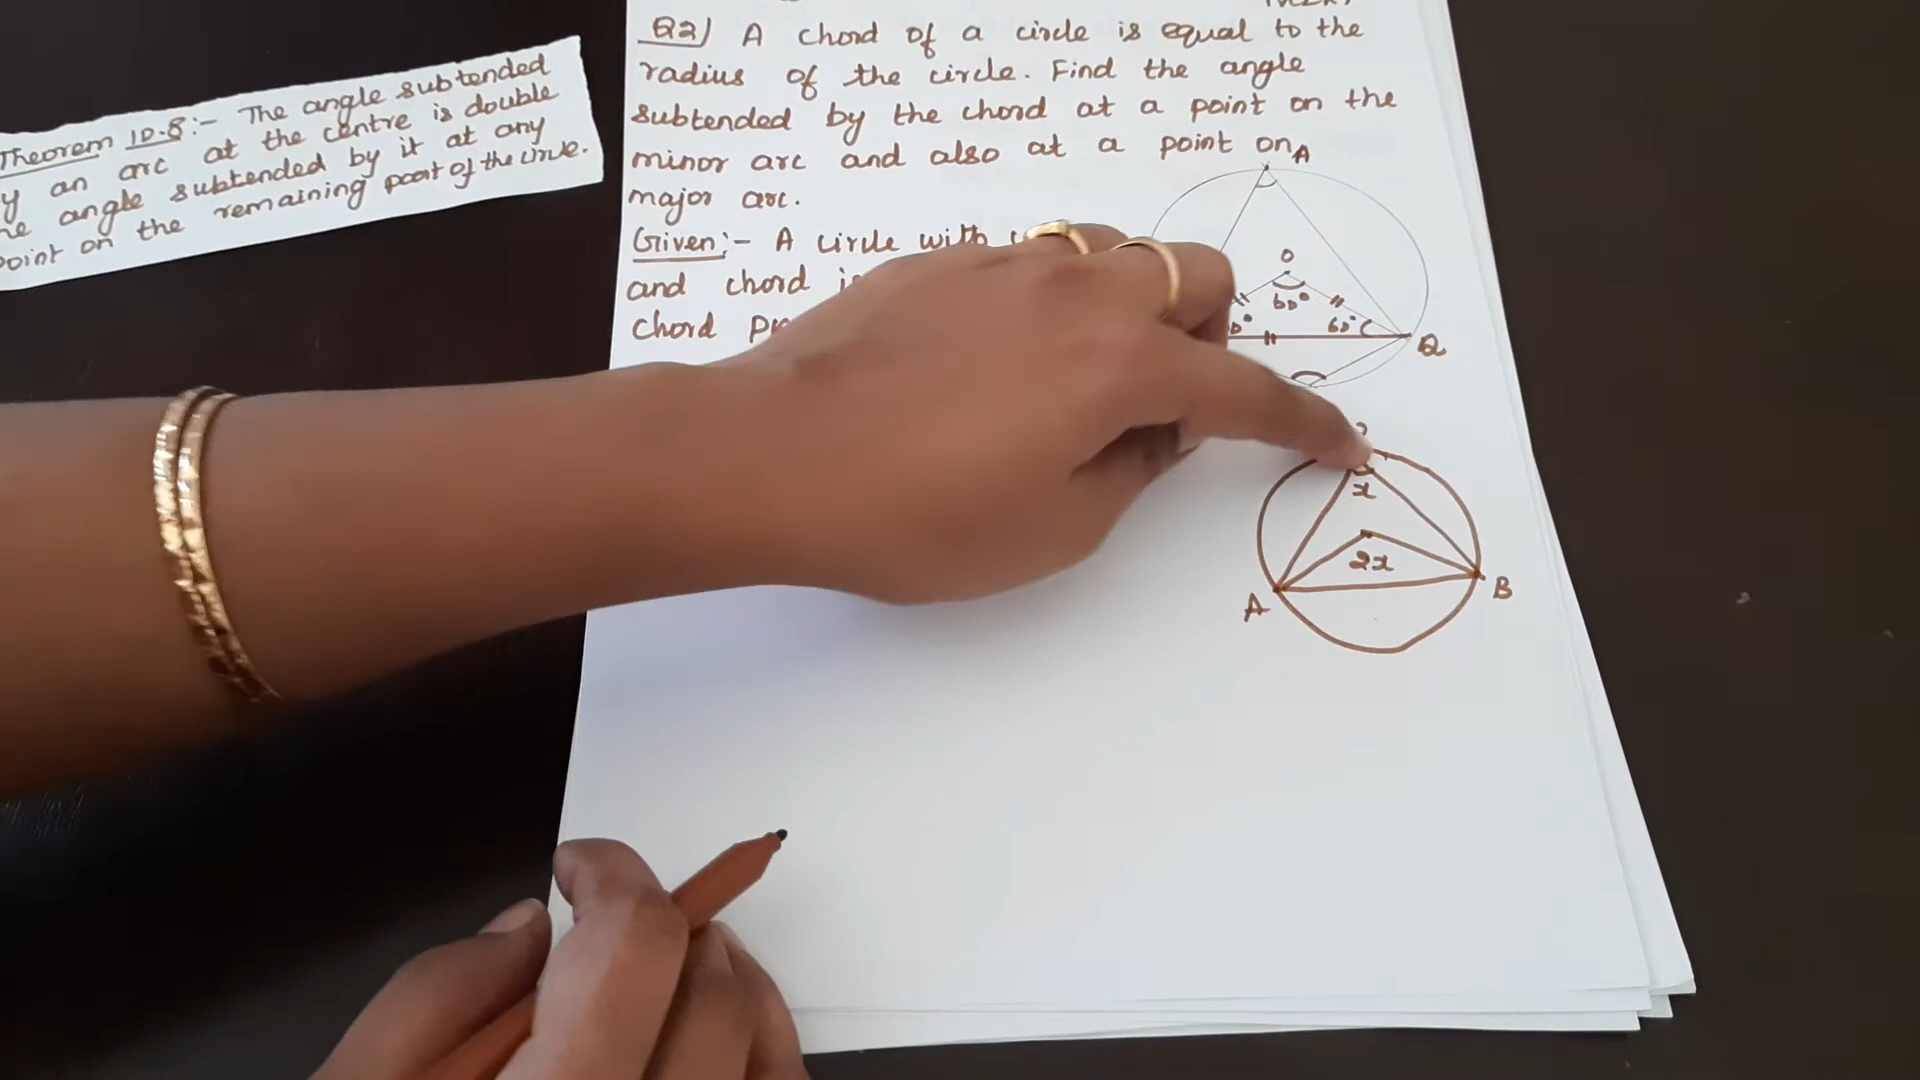 Theorem 10.8:- The angle subtended
y an arc at the centre is double
he angle subtended by it at any
point on the remaining part of the circle.
Q2) A chord of a circle is equal to the
radius of the circle. Find the angle
subtended by the chord at a point on the
minor arc and also at a point on
major arc.
Given:- A circle with
and chord
chord
A
O
60°
60°
Q
x
2x
A
B